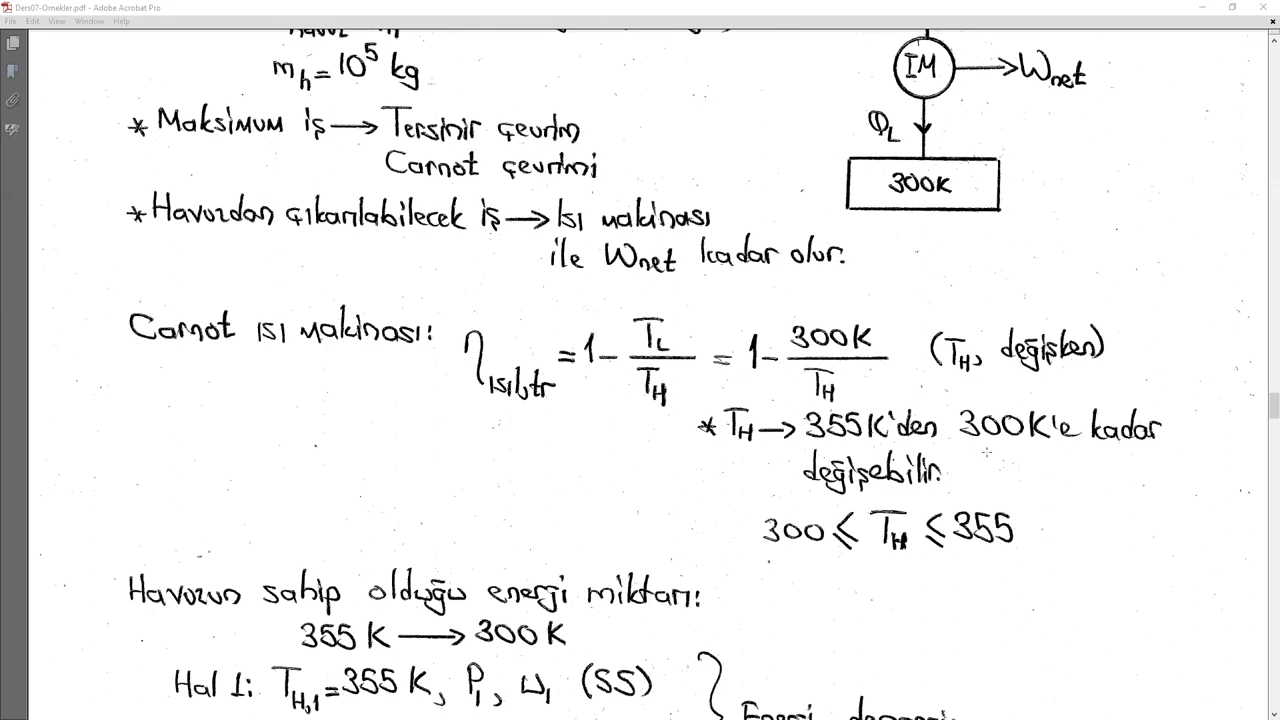 Ders07-Ornekler.pdf - Adobe Acrobat Pro
File Edit View Window Help
m_h = 10^5 kg
IM → W_net
* Maksimum iş → Tersinir çevrim
Carnot çevrimi
Q_L
300K
* Havuzdan çıkarılabilecek iş → Isı makinası
ile W_net kadar olur.
Carnot ısı makinası: η_ısıl,tr = 1 - T_L/T_H = 1 - 300K/T_H (T_H, değişken)
* T_H → 355K'den 300K'e kadar
değişebilir.
300 ≤ T_H ≤ 355
Havuzun sahip olduğu enerji miktarı:
355 K → 300 K
Hal 1: T_H,1 = 355 K, P_1, u_1 (SS)